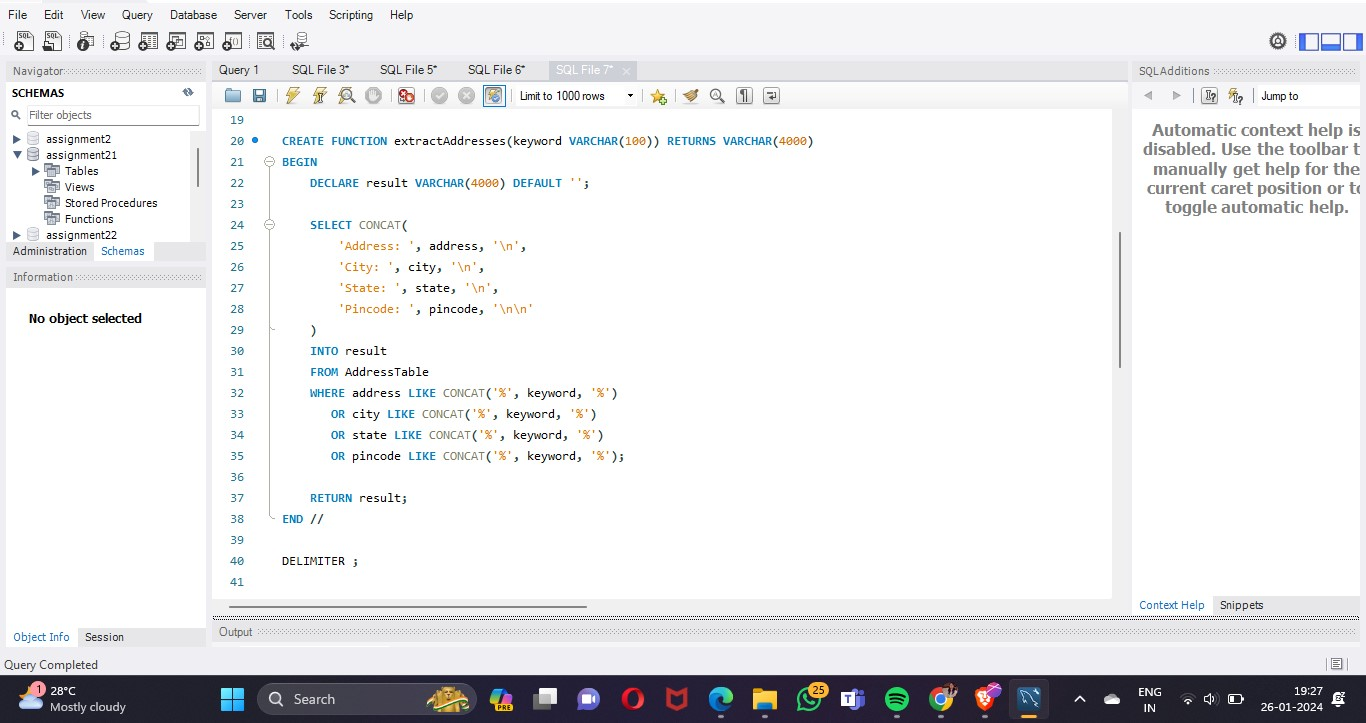 File Edit View Query Database Server Tools Scripting Help
Navigator
SCHEMAS
Filter objects
assignment2
assignment21
Tables
Views
Stored Procedures
Functions
assignment22
Administration Schemas
Information
No object selected
Object Info Session
Query 1 SQL File 3* SQL File 5* SQL File 6* SQL File 7*
Limit to 1000 rows
19
20 CREATE FUNCTION extractAddresses(keyword VARCHAR(100)) RETURNS VARCHAR(4000)
21 BEGIN
22 DECLARE result VARCHAR(4000) DEFAULT '';
23
24 SELECT CONCAT(
25 'Address: ', address, '\n',
26 'City: ', city, '\n',
27 'State: ', state, '\n',
28 'Pincode: ', pincode, '\n\n'
29 )
30 INTO result
31 FROM AddressTable
32 WHERE address LIKE CONCAT('%', keyword, '%')
33 OR city LIKE CONCAT('%', keyword, '%')
34 OR state LIKE CONCAT('%', keyword, '%')
35 OR pincode LIKE CONCAT('%', keyword, '%');
36
37 RETURN result;
38 END //
39
40 DELIMITER ;
41
Output
SQLAdditions
Jump to
Automatic context help is
disabled. Use the toolbar t
manually get help for the
current caret position or to
toggle automatic help.
Context Help Snippets
Query Completed
1
28°C
Mostly cloudy
Search
PRE
25
ENG
IN
19:27
26-01-2024